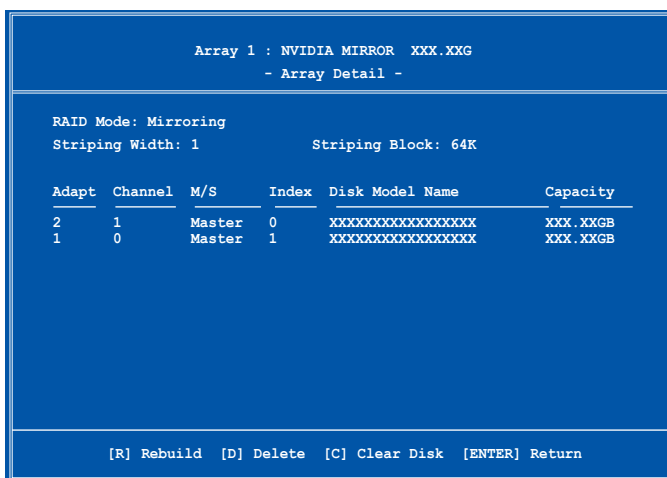 Array 1 : NVIDIA MIRROR XXX.XXG
- Array Detail -
RAID Mode: Mirroring
Striping Width: 1 Striping Block: 64K
Adapt Channel M/S Index Disk Model Name Capacity
2 1 Master 0 XXXXXXXXXXXXXXXXX XXX.XXGB
1 0 Master 1 XXXXXXXXXXXXXXXXX XXX.XXGB
[R] Rebuild [D] Delete [C] Clear Disk [ENTER] Return